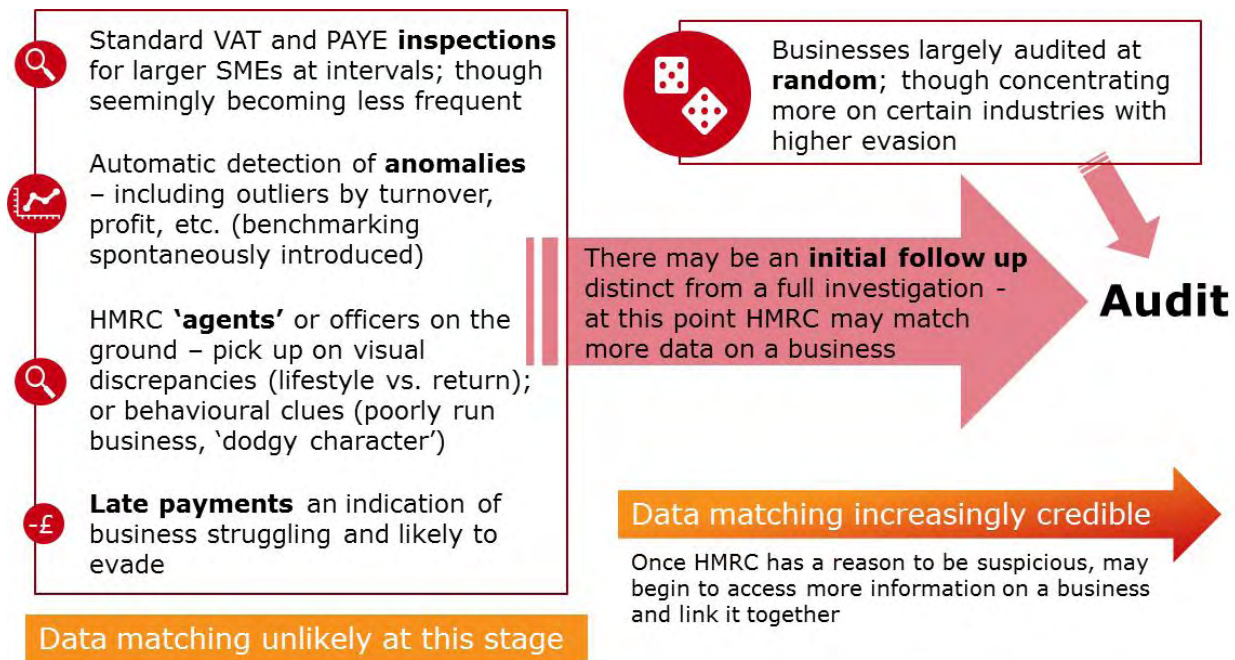 Standard VAT and PAYE inspections
for larger SMEs at intervals; though
seemingly becoming less frequent
Automatic detection of anomalies
– including outliers by turnover,
profit, etc. (benchmarking
spontaneously introduced)
HMRC ‘agents’ or officers on the
ground – pick up on visual
discrepancies (lifestyle vs. return);
or behavioural clues (poorly run
business, ‘dodgy character’)
-£
Late payments an indication of
business struggling and likely to
evade
Data matching unlikely at this stage
Businesses largely audited at
random; though concentrating
more on certain industries with
higher evasion
There may be an initial follow up
distinct from a full investigation -
at this point HMRC may match
more data on a business
Audit
Data matching increasingly credible
Once HMRC has a reason to be suspicious, may
begin to access more information on a business
and link it together